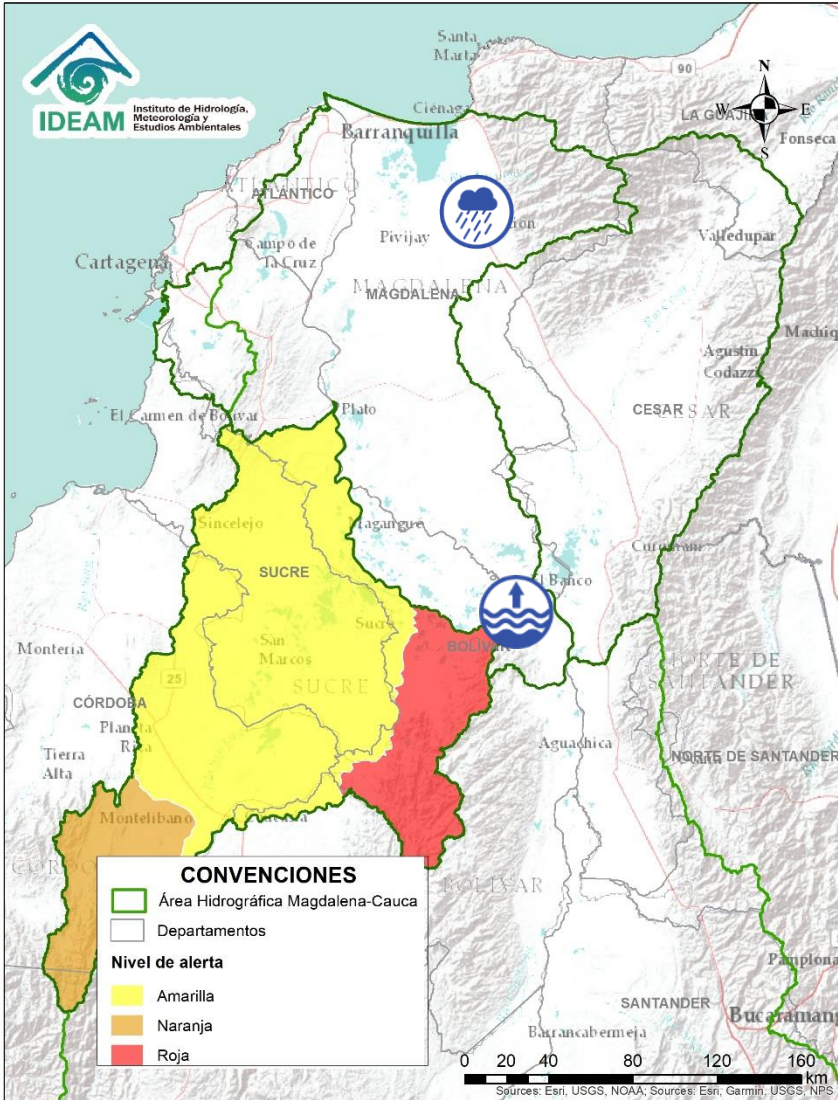 Santa
Marta
90
N
W
E
S
IDEAM
Instituto de Hidrología,
Meteorología y
Estudios Ambientales
Ciénaga
Barranquilla
LA GUAJIRA
Fonseca
ATLÁNTICO
Pivijay
Valledupar
Campo de
la Cruz
Cartagena
MAGDALENA
MAGDALENA
Agustín
Codazzi
El Carmen de Bolívar
Plato
CESAR
CESAR
Sincelejo
Magangué
SUCRE
Curumaní
El Banco
Sucre
Montería
San
Marcos
BOLÍVAR
SUCRE
NORTE DE
SANTANDER
25
CÓRDOBA
Planeta
Rica
Tierra
Alta
Aguachica
NORTE DE SANTANDER
Montelíbano
CONVENCIONES
Área Hidrográfica Magdalena-Cauca
Departamentos
Nivel de alerta
Amarilla
Naranja
Roja
BOLÍVAR
Pamplona
SANTANDER
Barrancabermeja
0 20 40 80 120 160
km
Sources: Esri, USGS, NOAA; Sources: Esri, Garmin, USGS, NPS